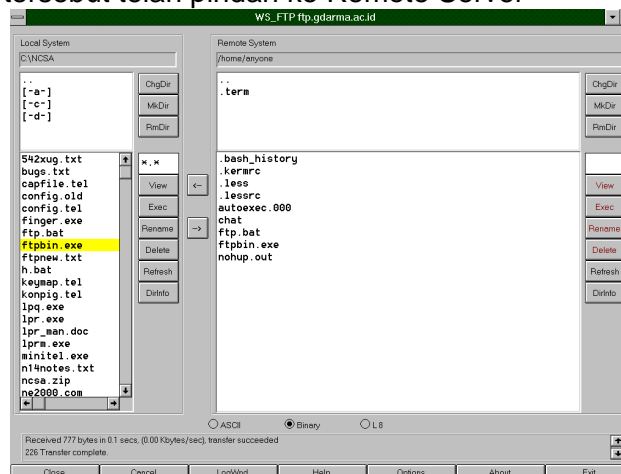 tersebut telah pindah ke Remote Server
WS_FTP ftp.gdarma.ac.id
Local System
C:\NCSA
..
[-a-]
[-c-]
[-d-]
ChgDir
MkDir
RmDir
542xug.txt
bugs.txt
capfile.tel
config.old
config.tel
finger.exe
ftp.bat
ftpbin.exe
ftpnew.txt
h.bat
keymap.tel
konpig.tel
lpq.exe
lpr.exe
lpr_man.doc
lprm.exe
minitel.exe
n14notes.txt
ncsa.zip
ne2000.com
*.*
View
Exec
Rename
Delete
Refresh
DirInfo
<-
->
Remote System
/home/anyone
..
.term
ChgDir
MkDir
RmDir
.bash_history
.kermrc
.less
.lessrc
autoexec.000
chat
ftp.bat
ftpbin.exe
nohup.out
View
Exec
Rename
Delete
Refresh
DirInfo
ASCII Binary L8
Received 777 bytes in 0.1 secs, (0.00 Kbytes/sec), transfer succeeded
226 Transfer complete.
Close Cancel LogWnd Help Options About Exit